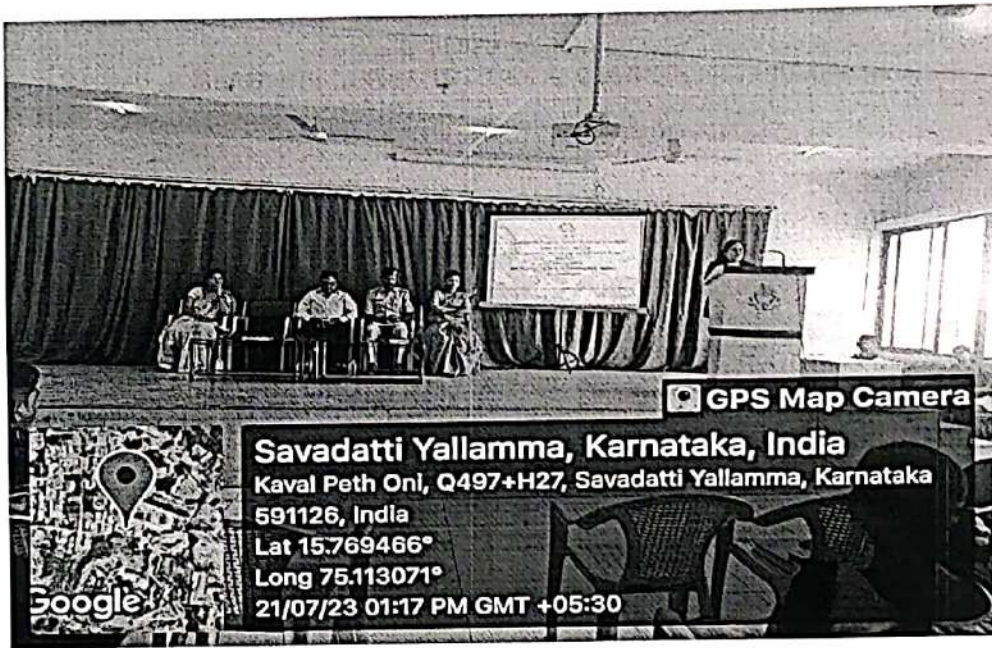 GPS Map Camera
Savadatti Yallamma, Karnataka, India
Kaval Peth Oni, Q497+H27, Savadatti Yallamma, Karnataka
591126, India
Lat 15.769466°
Long 75.113071°
21/07/23 01:17 PM GMT +05:30
Google